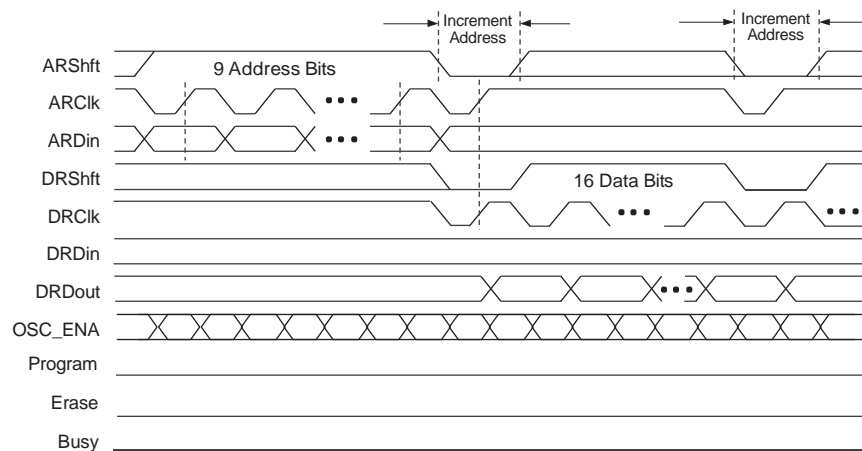 Increment
Address
Increment
Address
ARShft
9 Address Bits
ARClk
ARDin
DRShft
16 Data Bits
DRClk
DRDin
DRDout
OSC_ENA
Program
Erase
Busy